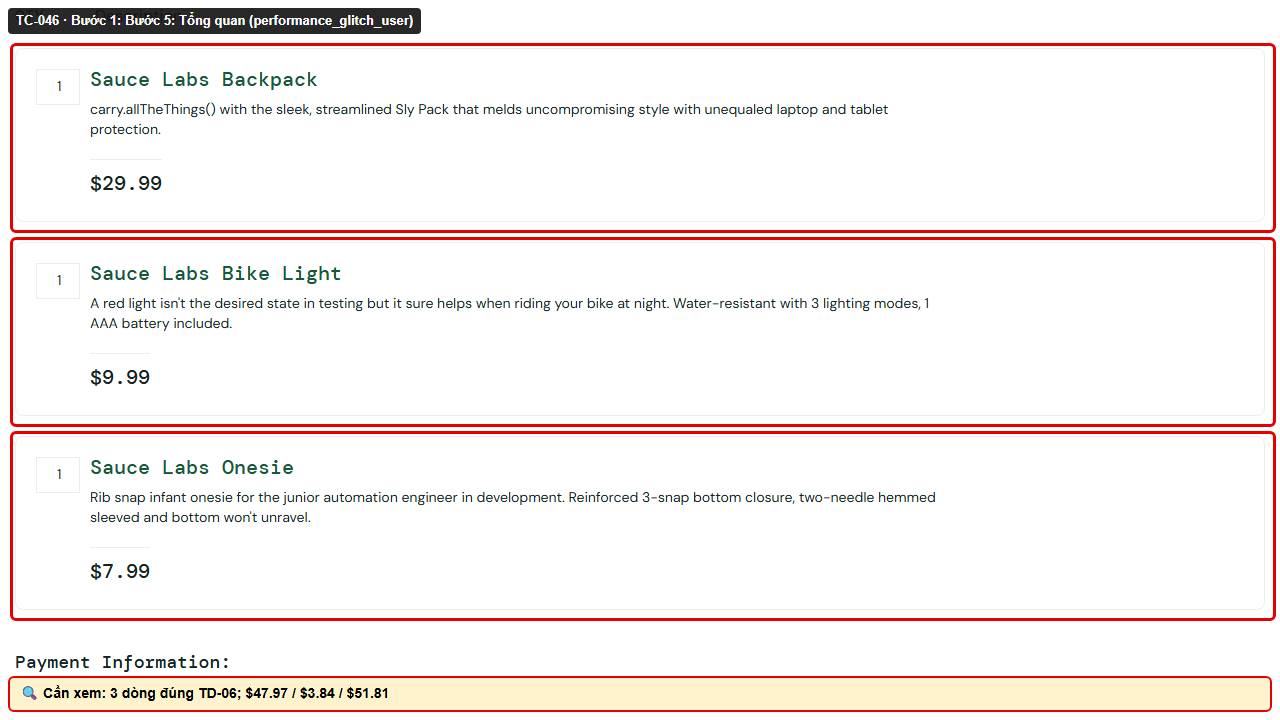 TC-046 · Bước 1: Bước 5: Tổng quan (performance_glitch_user)
1
Sauce Labs Backpack
carry.allTheThings() with the sleek, streamlined Sly Pack that melds uncompromising style with unequaled laptop and tablet
protection.
$29.99
1
Sauce Labs Bike Light
A red light isn't the desired state in testing but it sure helps when riding your bike at night. Water-resistant with 3 lighting modes, 1
AAA battery included.
$9.99
1
Sauce Labs Onesie
Rib snap infant onesie for the junior automation engineer in development. Reinforced 3-snap bottom closure, two-needle hemmed
sleeved and bottom won't unravel.
$7.99
Payment Information:
🔍 Cần xem: 3 dòng đúng TD-06; $47.97 / $3.84 / $51.81